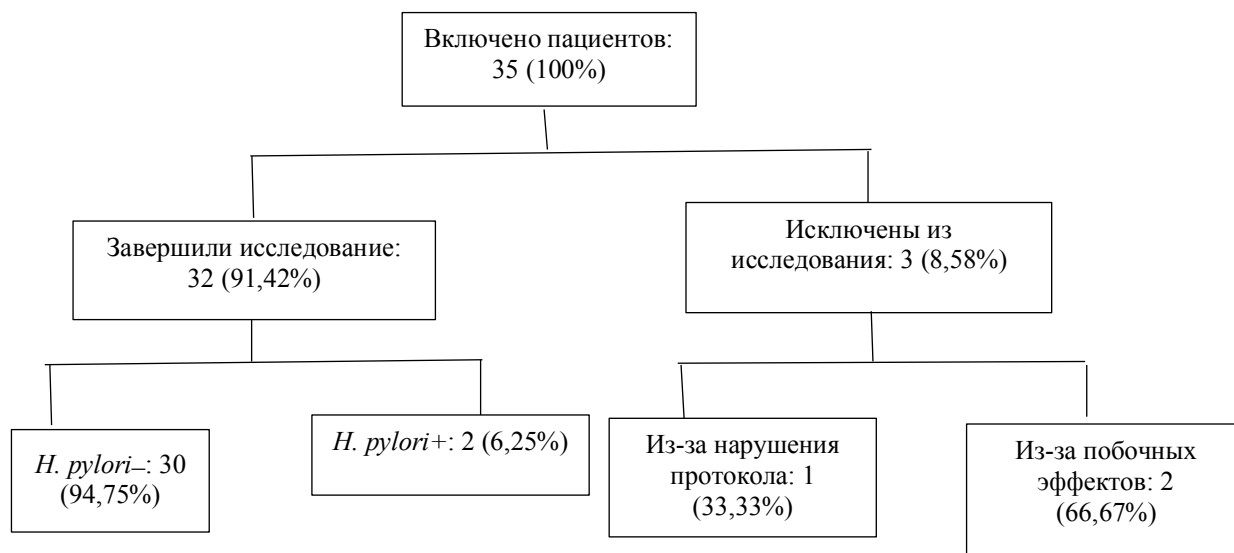 Включено пациентов:
35 (100%)
Завершили исследование:
32 (91,42%)
Исключены из
исследования: 3 (8,58%)
H. pylori–: 30
(94,75%)
H. pylori+: 2 (6,25%)
Из-за нарушения
протокола: 1
(33,33%)
Из-за побочных
эффектов: 2
(66,67%)